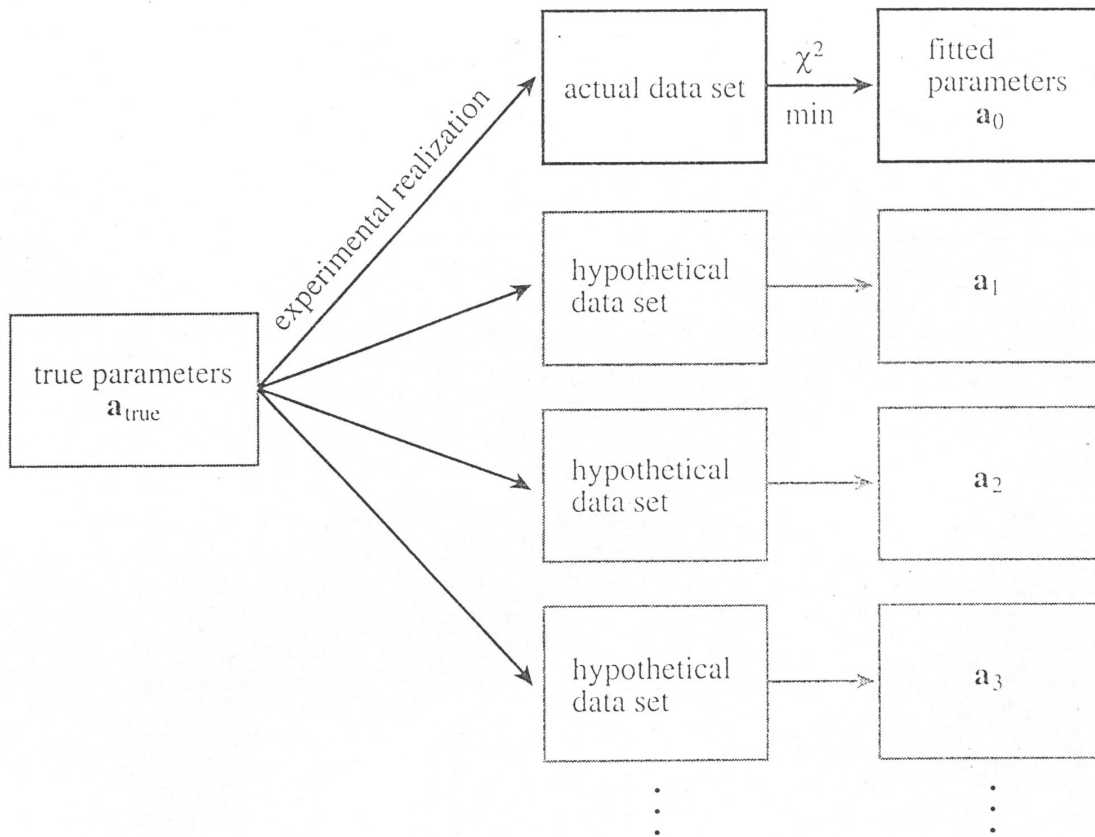 actual data set
χ²
min
fitted
parameters
a₀
experimental realization
hypothetical
data set
a₁
true parameters
a_true
hypothetical
data set
a₂
hypothetical
data set
a₃